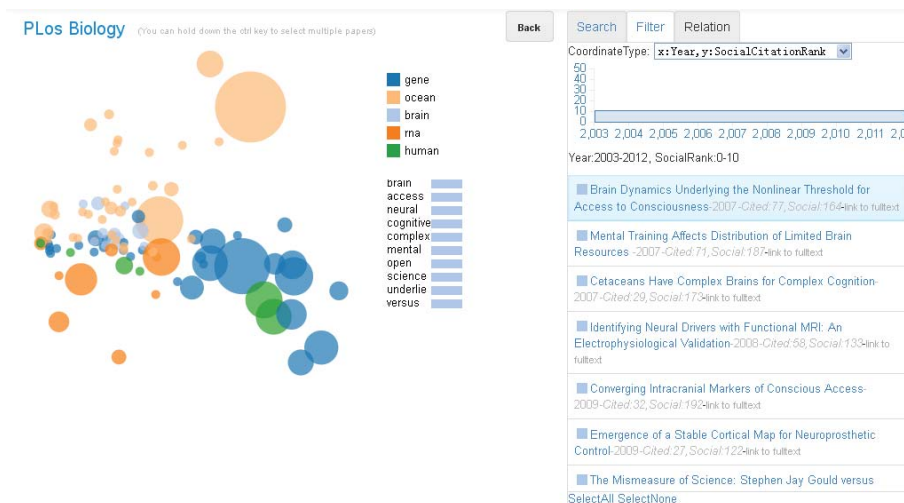 PLos Biology (You can hold down the ctrl key to select multiple papers)
Back
gene
ocean
brain
rna
human
brain
access
neural
cognitive
complex
mental
open
science
underlie
versus
Search Filter Relation
CoordinateType: x:Year,y:SocialCitationRank
50
40
30
20
10
0
2,003 2,004 2,005 2,006 2,007 2,008 2,009 2,010 2,011
Year:2003-2012, SocialRank:0-10
Brain Dynamics Underlying the Nonlinear Threshold for
Access to Consciousness-2007-Cited:77,Social:164-link to fulltext
Mental Training Affects Distribution of Limited Brain
Resources -2007-Cited:71,Social:187-link to fulltext
Cetaceans Have Complex Brains for Complex Cognition-
2007-Cited:29,Social:173-link to fulltext
Identifying Neural Drivers with Functional MRI: An
Electrophysiological Validation-2008-Cited:58,Social:133-link to
fulltext
Converging Intracranial Markers of Conscious Access-
2009-Cited:32,Social:192-link to fulltext
Emergence of a Stable Cortical Map for Neuroprosthetic
Control-2009-Cited:27,Social:122-link to fulltext
The Mismeasure of Science: Stephen Jay Gould versus
SelectAll SelectNone